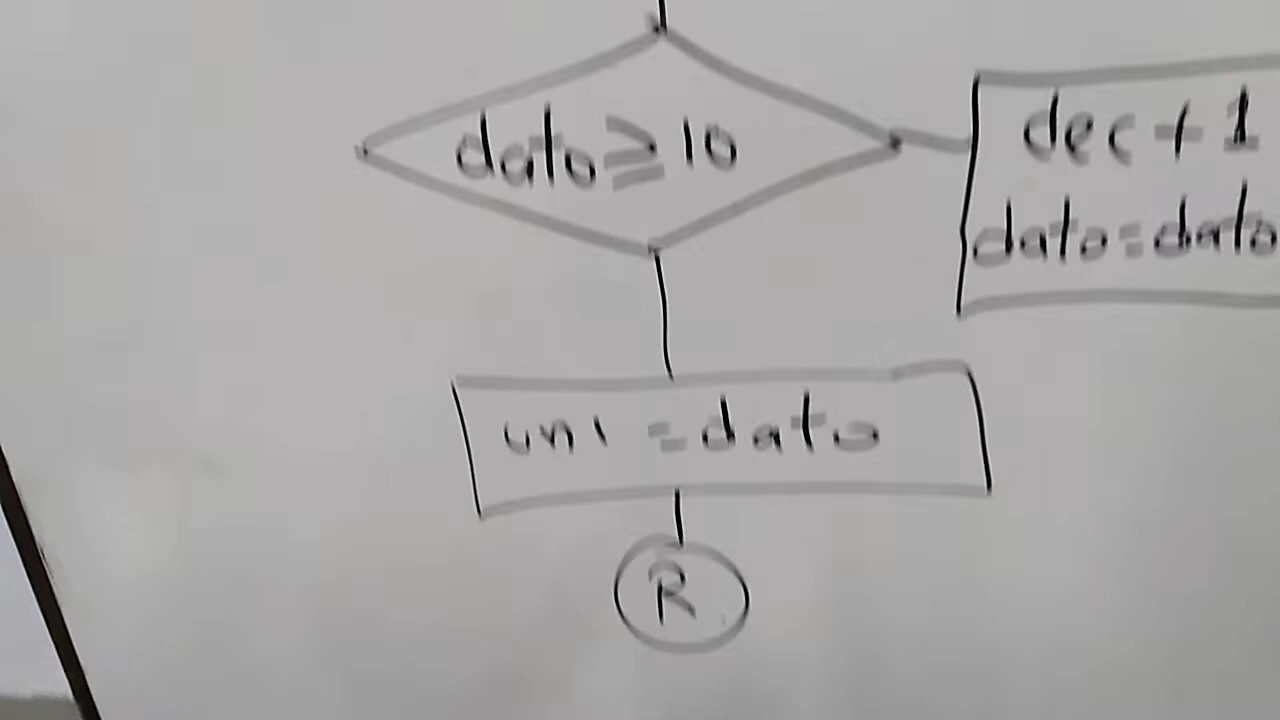 dato ≥ 10
dec + 1
dato = dato
uni = dato
R